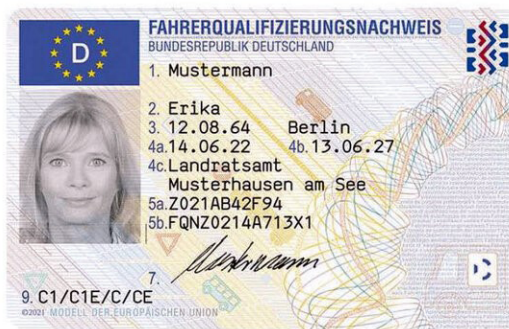 FAHRERQUALIFIZIERUNGSNACHWEIS
BUNDESREPUBLIK DEUTSCHLAND
D
1. Mustermann
2. Erika
3. 12.08.64 Berlin
4a. 14.06.22 4b. 13.06.27
4c. Landratsamt
Musterhausen am See
5a. Z021AB42F94
5b. FQNZ0214A713X1
7. Mustermann
9. C1/C1E/C/CE
©2021 MODELL DER EUROPÄISCHEN UNION